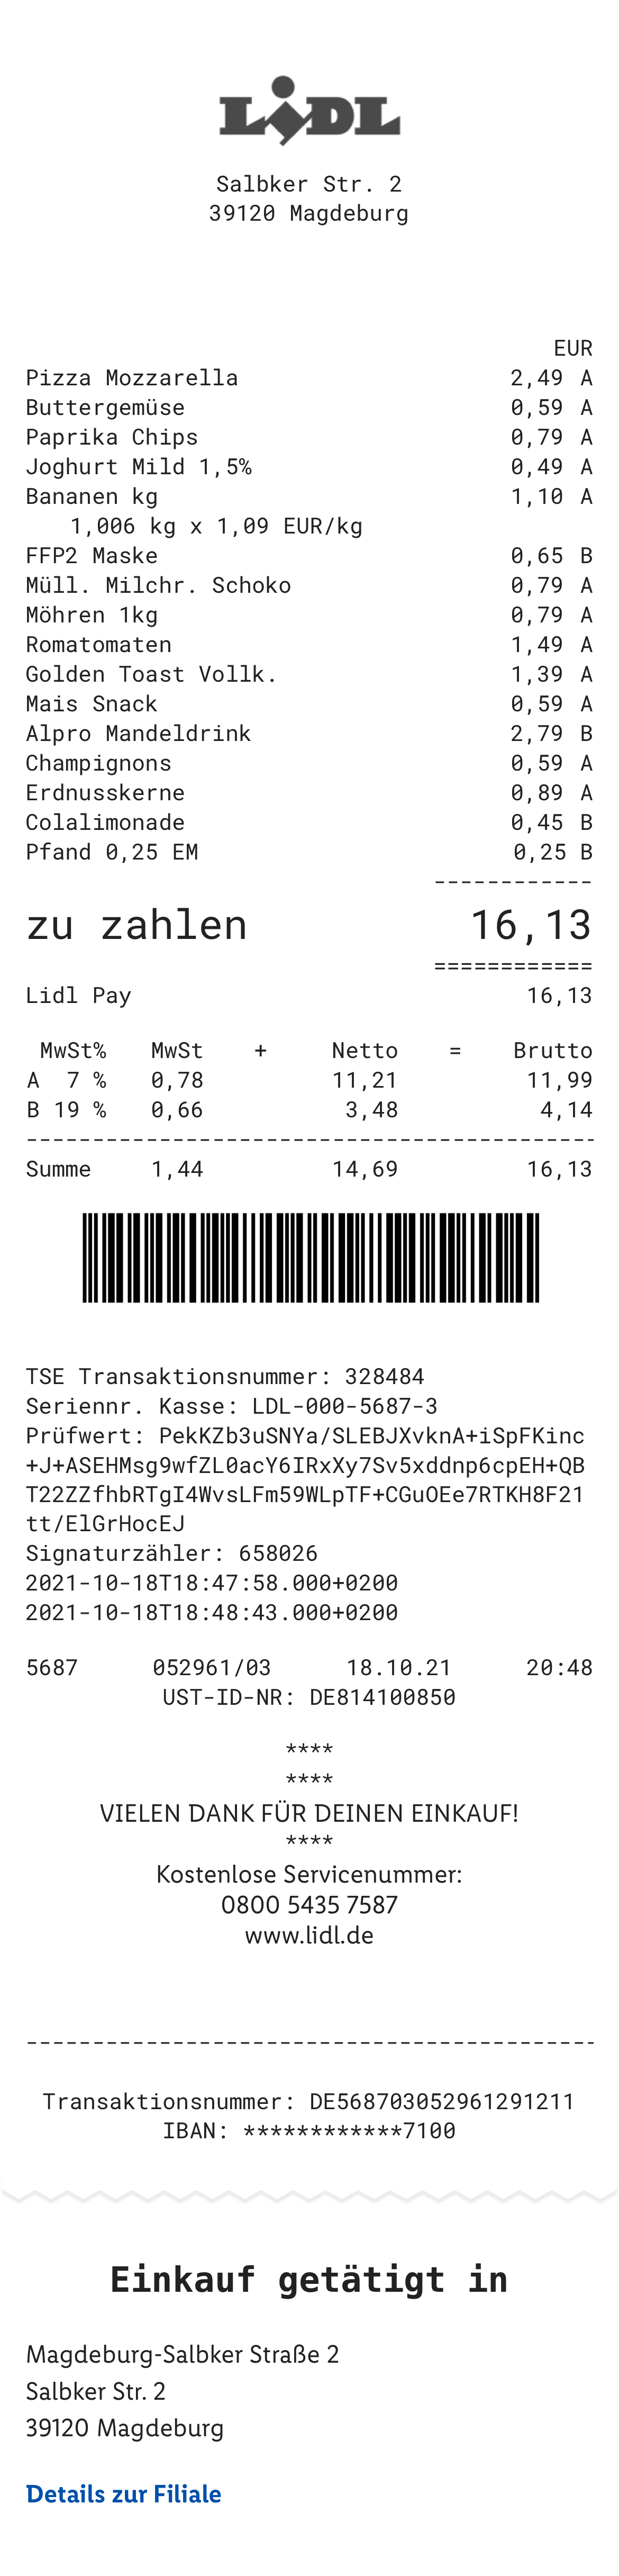 LIDL
Salbker Str. 2
39120 Magdeburg
EUR
Pizza Mozzarella 2,49 A
Buttergemüse 0,59 A
Paprika Chips 0,79 A
Joghurt Mild 1,5% 0,49 A
Bananen kg 1,10 A
1,006 kg x 1,09 EUR/kg
FFP2 Maske 0,65 B
Müll. Milchr. Schoko 0,79 A
Möhren 1kg 0,79 A
Romatomaten 1,49 A
Golden Toast Vollk. 1,39 A
Mais Snack 0,59 A
Alpro Mandeldrink 2,79 B
Champignons 0,59 A
Erdnusskerne 0,89 A
Colalimonade 0,45 B
Pfand 0,25 EM 0,25 B
------------
zu zahlen 16,13
============
Lidl Pay 16,13
MwSt% MwSt + Netto = Brutto
A 7 % 0,78 11,21 11,99
B 19 % 0,66 3,48 4,14
-------------------------------------------
Summe 1,44 14,69 16,13
TSE Transaktionsnummer: 328484
Seriennr. Kasse: LDL-000-5687-3
Prüfwert: PekKZb3uSNYa/SLEBJXvknA+iSpFKinc
+J+ASEHMsg9wfZL0acY6IRxXy7Sv5xddnp6cpEH+QB
T22ZZfhbRTgI4WvsLFm59WLpTF+CGuOEe7RTKH8F21
tt/ElGrHocEJ
Signaturzähler: 658026
2021-10-18T18:47:58.000+0200
2021-10-18T18:48:43.000+0200
5687 052961/03 18.10.21 20:48
UST-ID-NR: DE814100850
****
****
VIELEN DANK FÜR DEINEN EINKAUF!
****
Kostenlose Servicenummer:
0800 5435 7587
www.lidl.de
-------------------------------------------
Transaktionsnummer: DE568703052961291211
IBAN: ************7100
Einkauf getätigt in
Magdeburg-Salbker Straße 2
Salbker Str. 2
39120 Magdeburg
Details zur Filiale